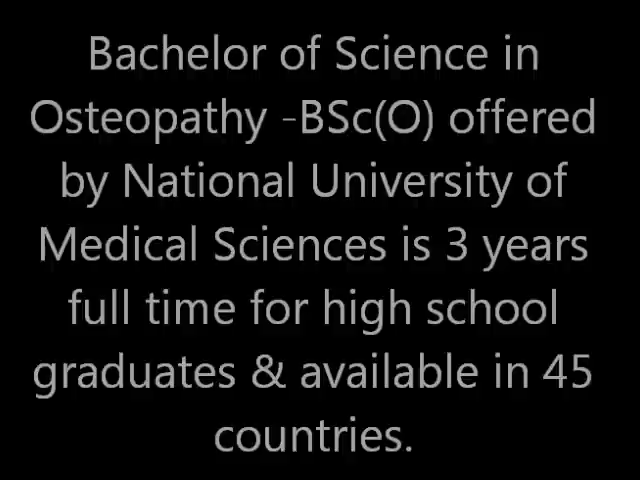 Bachelor of Science in
Osteopathy -BSc(O) offered
by National University of
Medical Sciences is 3 years
full time for high school
graduates & available in 45
countries.